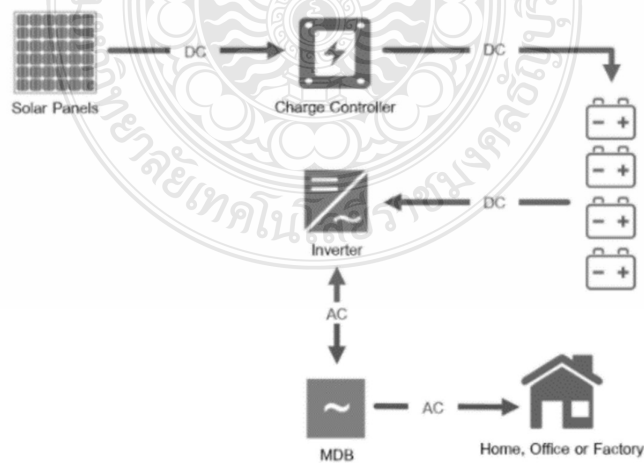 DC
DC
Solar Panels
Charge Controller
DC
Inverter
AC
AC
MDB
Home, Office or Factory